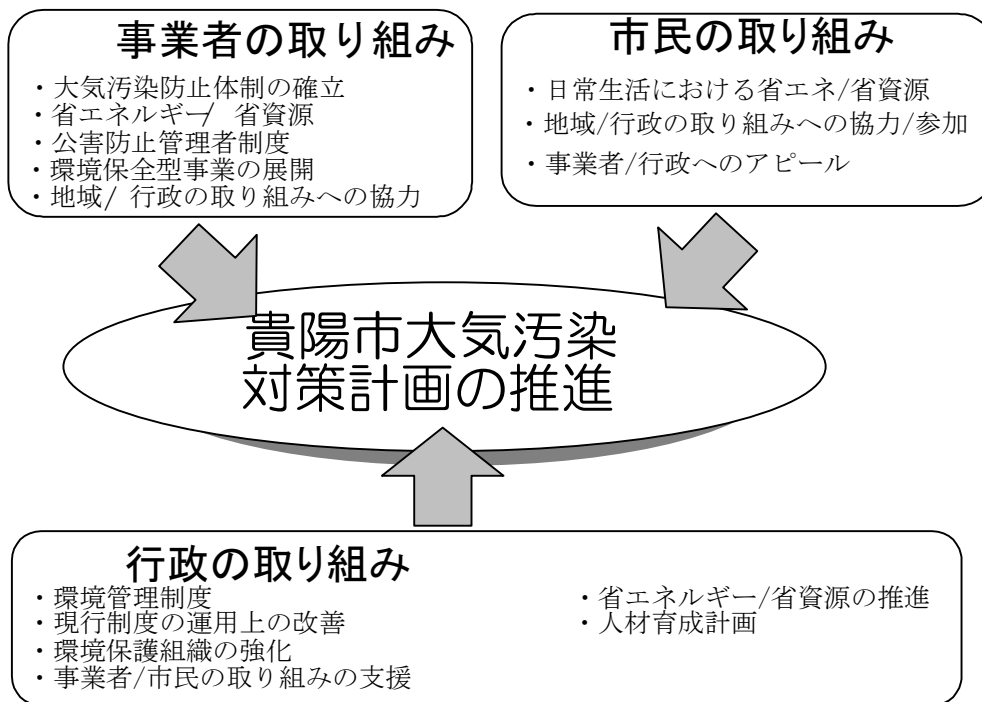 事業者の取り組み
・大気汚染防止体制の確立
・省エネルギー/ 省資源
・公害防止管理者制度
・環境保全型事業の展開
・地域/ 行政の取り組みへの協力
市民の取り組み
・日常生活における省エネ/省資源
・地域/行政の取り組みへの協力/参加
・事業者/行政へのアピール
貴陽市大気汚染
対策計画の推進
行政の取り組み
・環境管理制度
・現行制度の運用上の改善
・環境保護組織の強化
・事業者/市民の取り組みの支援
・省エネルギー/省資源の推進
・人材育成計画